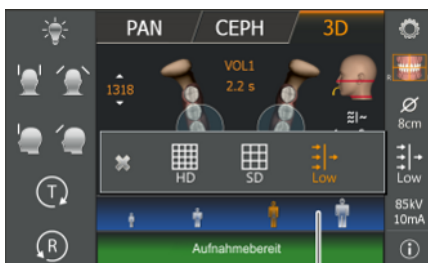 PAN
CEPH
3D
VOL1
1318
2.2 s
8cm
HD
SD
Low
Low
85kV
10mA
T
R
Aufnahmebereit
i